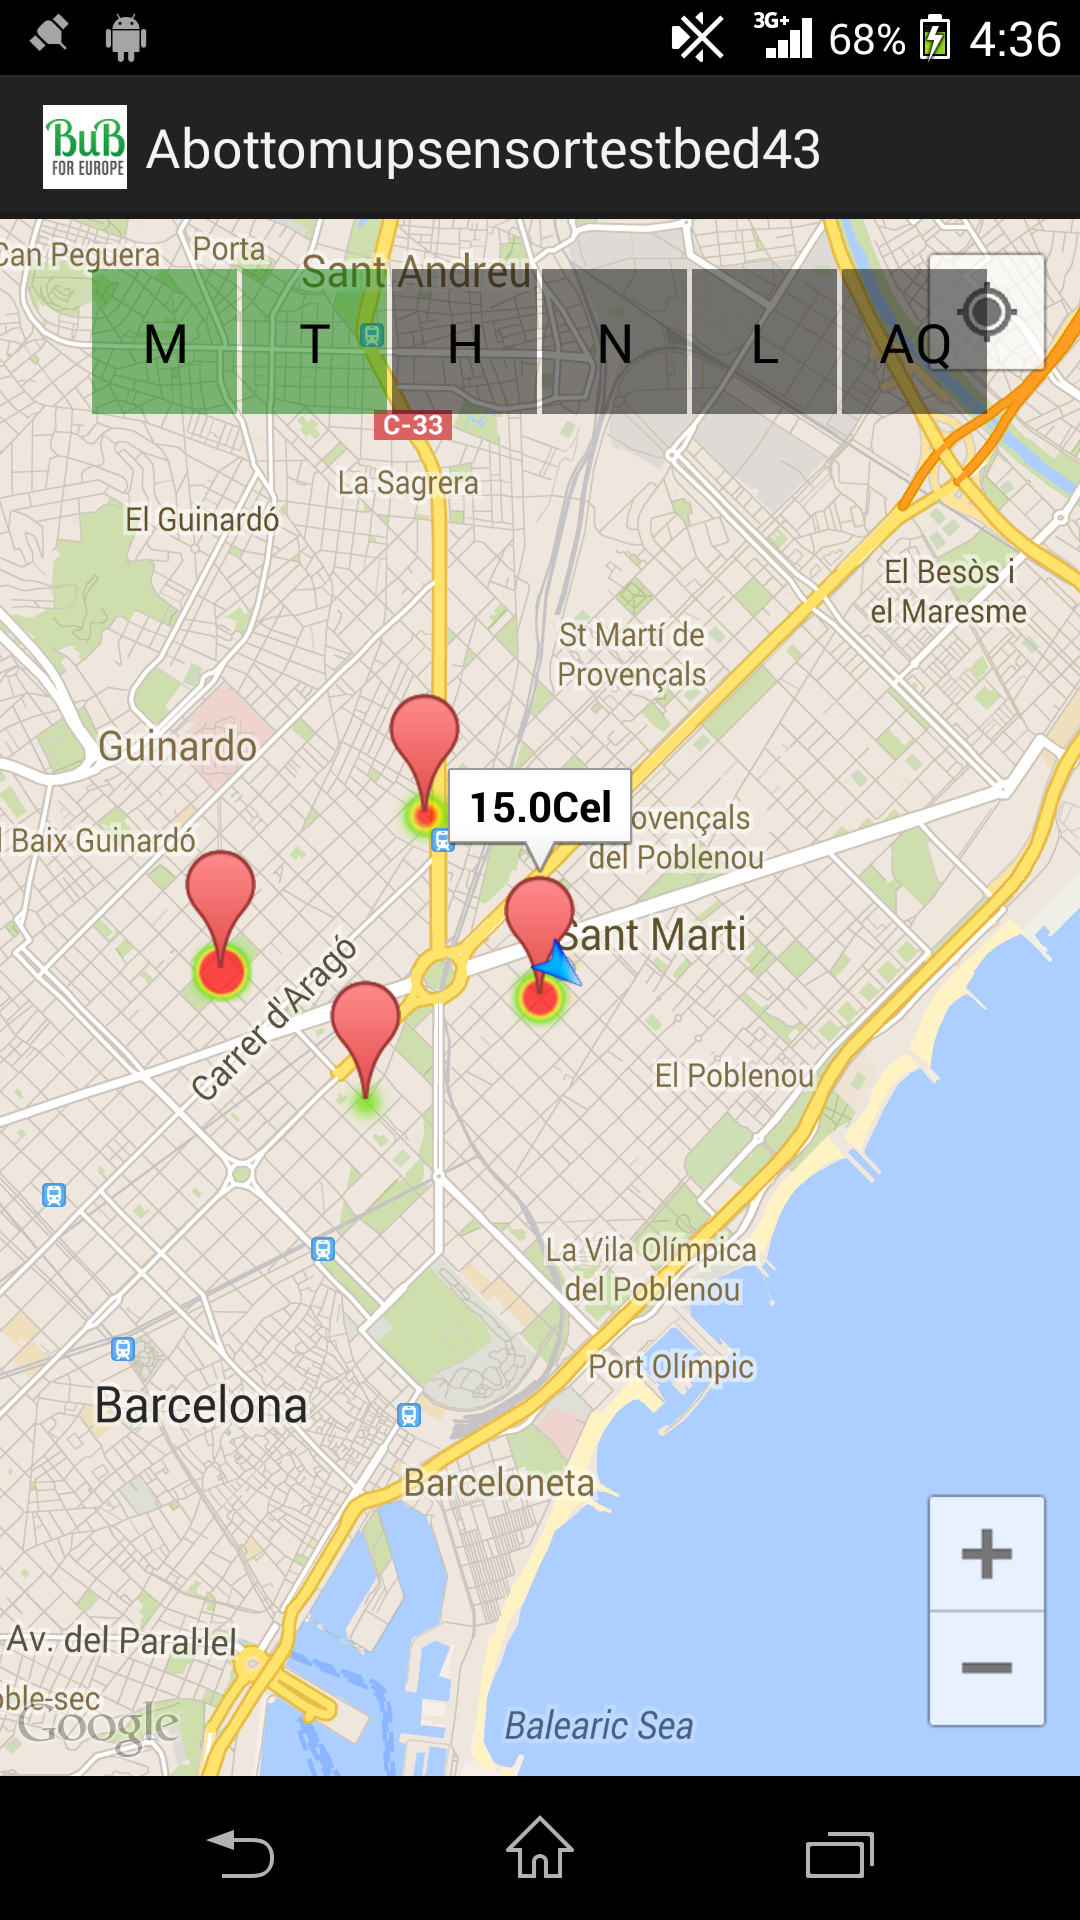 3G+ 68% 4:36
BuB
FOR EUROPE
Abottomupsensortestbed43
Can Peguera
Porta
Sant Andreu
M T H N L AQ
C-33
La Sagrera
El Guinardó
El Besòs i
el Maresme
St Martí de
Provençals
Guinardo
15.0Cel
ovençals
del Poblenou
l Baix Guinardó
Sant Marti
Carrer d'Aragó
El Poblenou
La Vila Olímpica
del Poblenou
Port Olímpic
Barcelona
Barceloneta
Av. del Paral·lel
oble-sec
Google
Balearic Sea